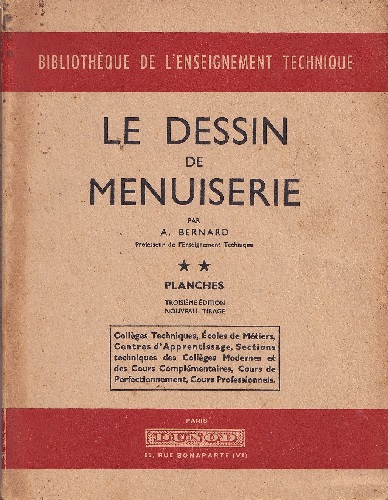 BIBLIOTHÈQUE DE L'ENSEIGNEMENT TECHNIQUE
LE DESSIN
DE
MENUISERIE
PAR
A. BERNARD
Professeur de l'Enseignement Technique
★ ★
PLANCHES
TROISIÈME ÉDITION
NOUVEAU TIRAGE
Collèges Techniques, Écoles de Métiers,
Centres d'Apprentissage, Sections
techniques des Collèges Modernes et
des Cours Complémentaires, Cours de
Perfectionnement, Cours Professionnels.
PARIS
DUNOD
92, RUE BONAPARTE (VI)